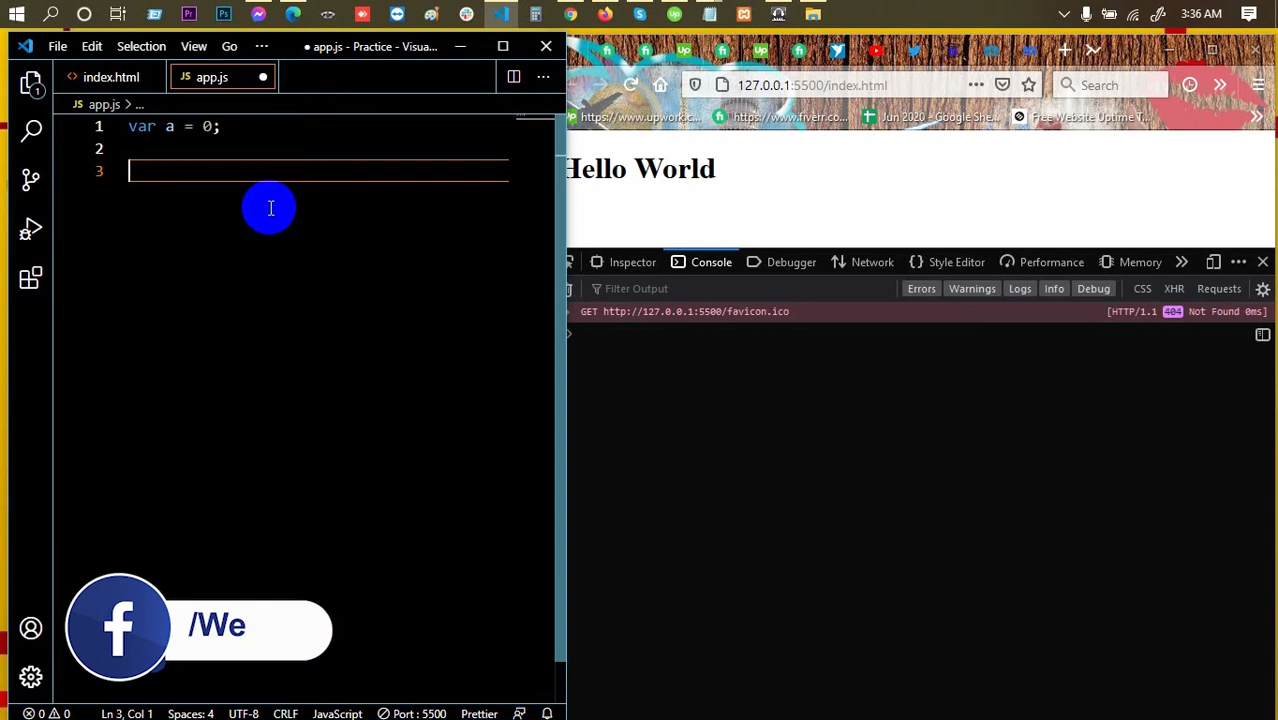 3:36 AM
File Edit Selection View Go ... ● app.js - Practice - Visua...
index.html app.js
app.js > ...
1 var a = 0;
2
3
127.0.0.1:5500/index.html
Search
https://www.upwork.c...
https://www.fiverr.co...
Jun 2020 – Google She...
Free Website Uptime T...
Hello World
Inspector Console Debugger Network Style Editor Performance Memory
Filter Output Errors Warnings Logs Info Debug CSS XHR Requests
GET http://127.0.0.1:5500/favicon.ico [HTTP/1.1 404 Not Found 0ms]
/We
0 0 Ln 3, Col 1 Spaces: 4 UTF-8 CRLF JavaScript Port : 5500 Prettier